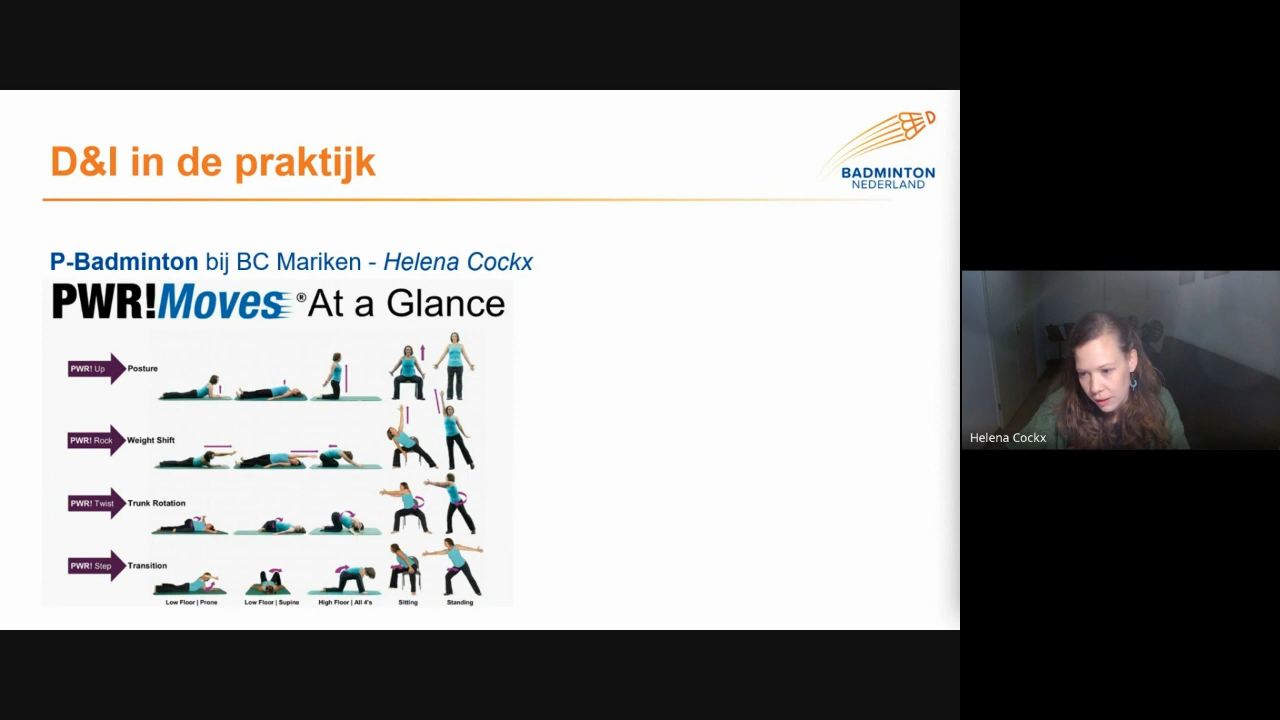 D&I in de praktijk
BADMINTON
NEDERLAND
P-Badminton bij BC Mariken - Helena Cockx
PWR!Moves® At a Glance
PWR! Up Posture
PWR! Rock Weight Shift
PWR! Twist Trunk Rotation
PWR! Step Transition
Low Floor | Prone Low Floor | Supine High Floor | All 4's Sitting Standing
Helena Cockx